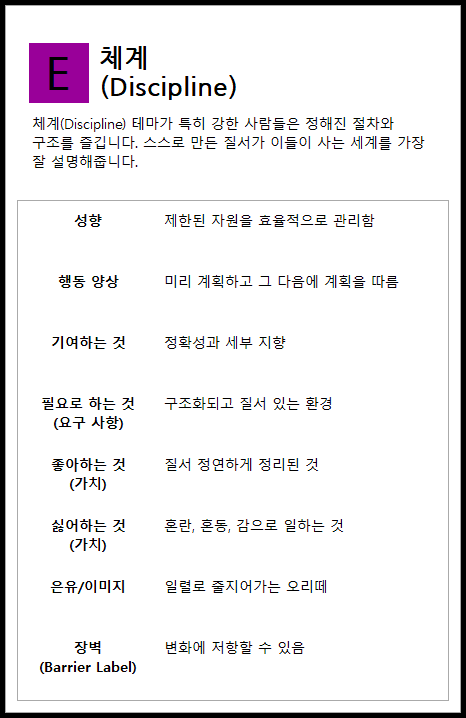 E
체계
(Discipline)
체계(Discipline) 테마가 특히 강한 사람들은 정해진 절차와
구조를 즐깁니다. 스스로 만든 질서가 이들이 사는 세계를 가장
잘 설명해줍니다.
성향 제한된 자원을 효율적으로 관리함
행동 양상 미리 계획하고 그 다음에 계획을 따름
기여하는 것 정확성과 세부 지향
필요로 하는 것 구조화되고 질서 있는 환경
(요구 사항)
좋아하는 것 질서 정연하게 정리된 것
(가치)
싫어하는 것 혼란, 혼동, 감으로 일하는 것
(가치)
은유/이미지 일렬로 줄지어가는 오리떼
장벽 변화에 저항할 수 있음
(Barrier Label)